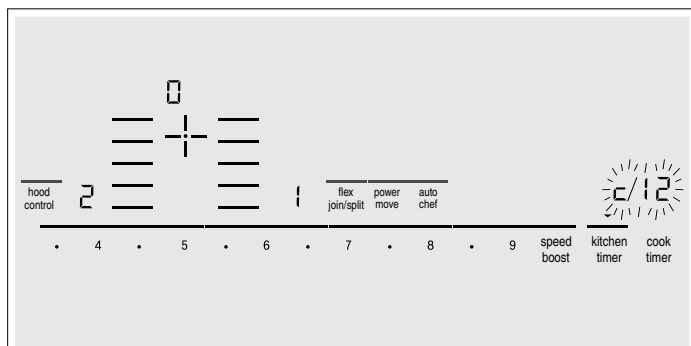 0
hood
control
2
1
flex
join/split
power
move
auto
chef
c/12
. 4 . 5 . 6 . 7 . 8 . 9
speed
boost
kitchen
timer
cook
timer